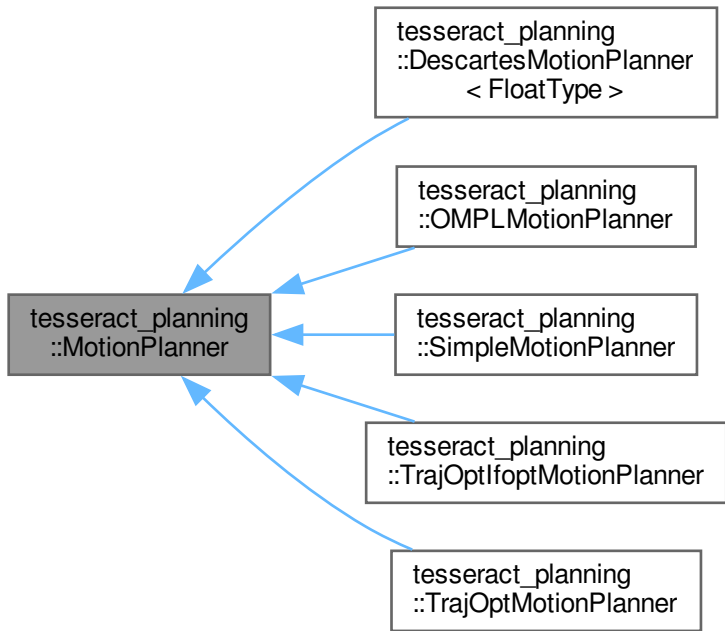 tesseract_planning
::DescartesMotionPlanner
< FloatType >
tesseract_planning
::OMPLMotionPlanner
tesseract_planning
::MotionPlanner
tesseract_planning
::SimpleMotionPlanner
tesseract_planning
::TrajOptIfoptMotionPlanner
tesseract_planning
::TrajOptMotionPlanner